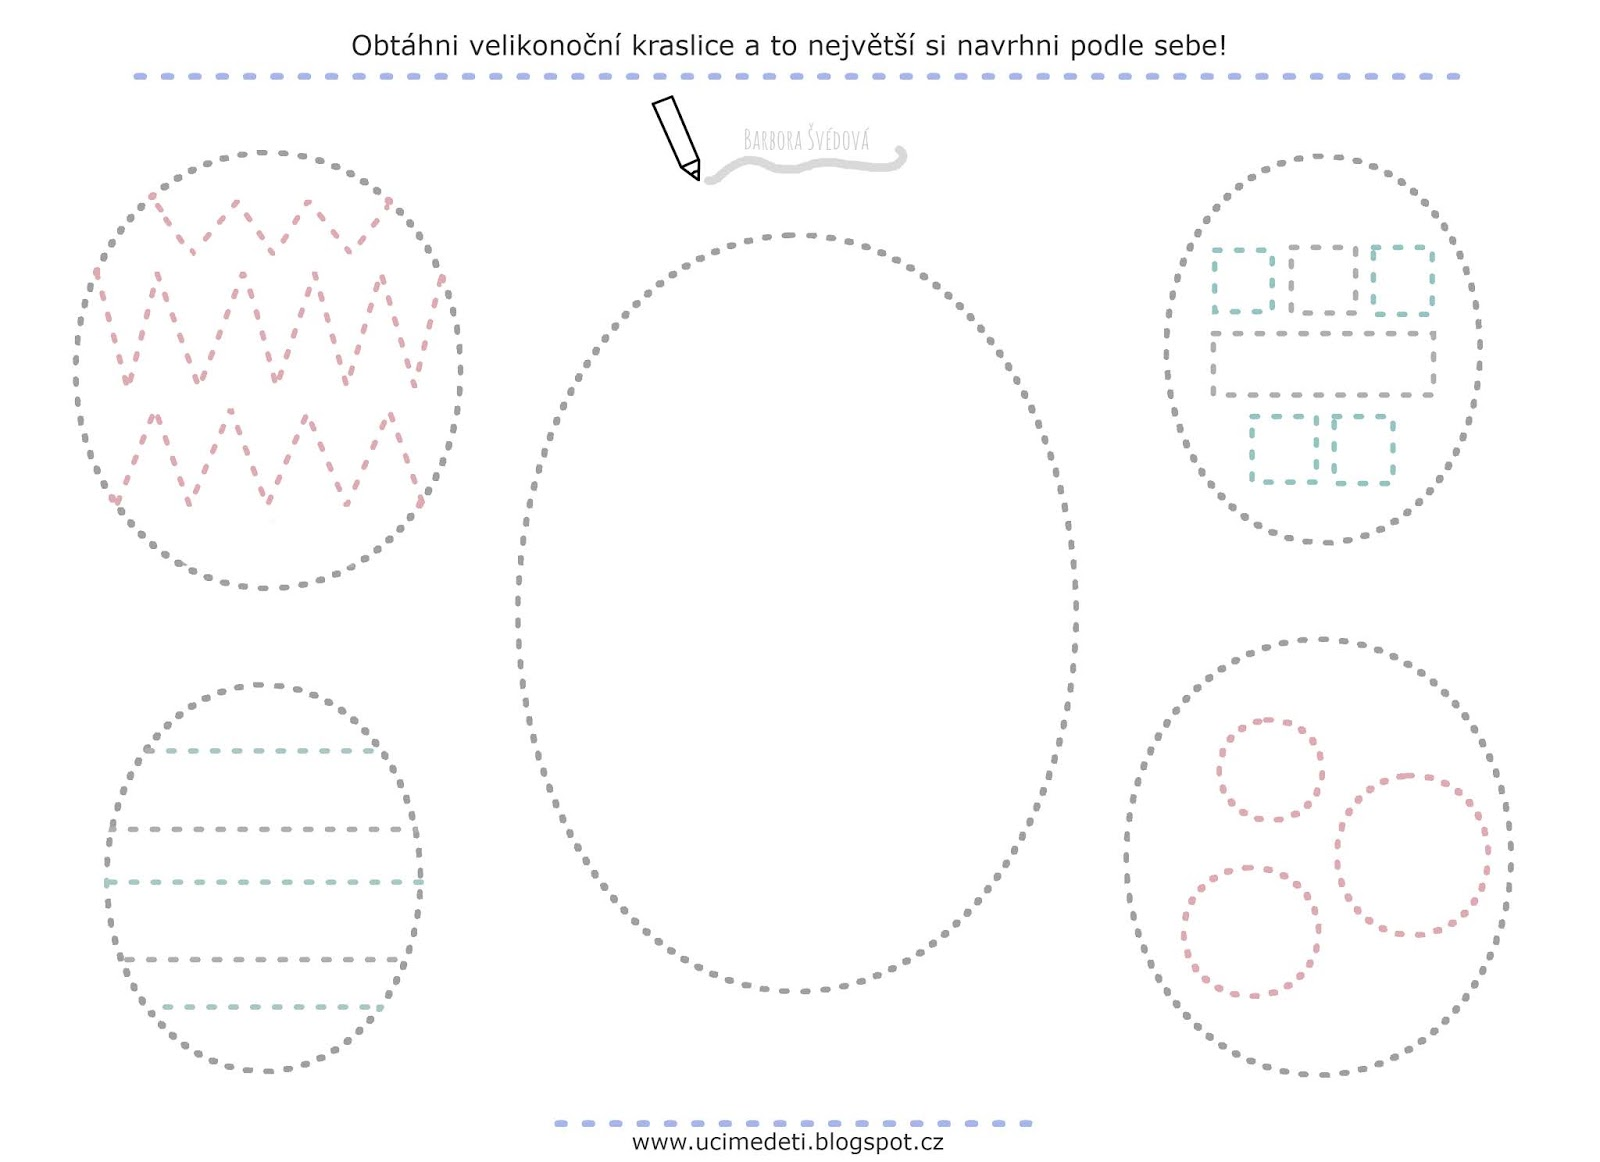 Obtáhni velikonoční kraslice a to největší si navrhni podle sebe!
Barbora Švédová
www.ucimedeti.blogspot.cz